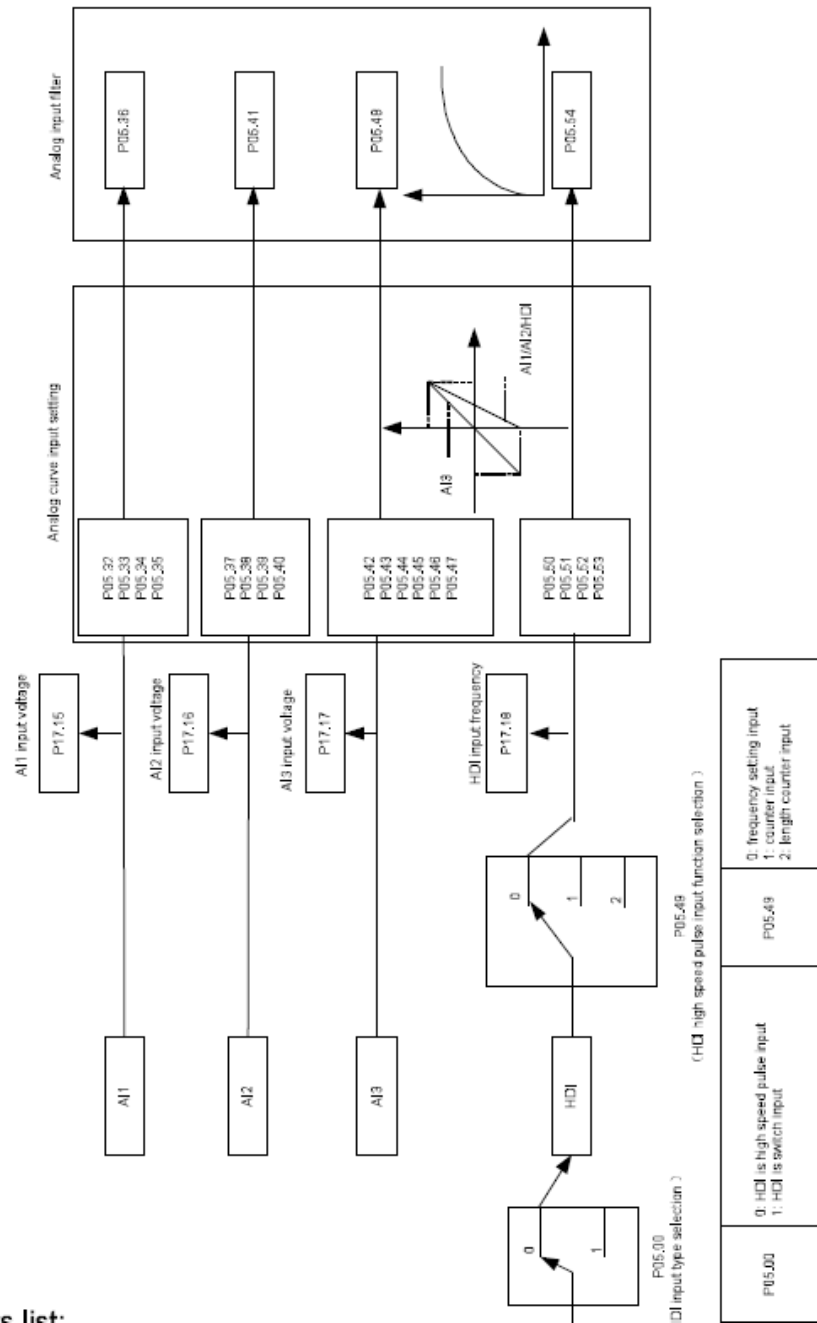 Analog input filter
P05.36
P05.41
P05.48
P05.54
Analog curve input setting
P05.32
P05.33
P05.34
P05.35
P05.37
P05.38
P05.39
P05.40
P05.42
P05.43
P05.44
P05.45
P05.46
P05.47
P05.50
P05.51
P05.52
P05.53
AI3
AI1/AI2/HDI
AI1 input voltage
P17.15
AI2 input voltage
P17.16
AI3 input voltage
P17.17
HDI input frequency
P17.18
AI1
AI2
AI3
HDI
0
1
2
P05.49
(HDI high speed pulse input function selection)
0
1
P05.00
DI input type selection)
P05.00
0: HDI is high speed pulse input
1: HDI is switch input
P05.49
0: frequency setting input
1: counter input
2: length counter input
s list: